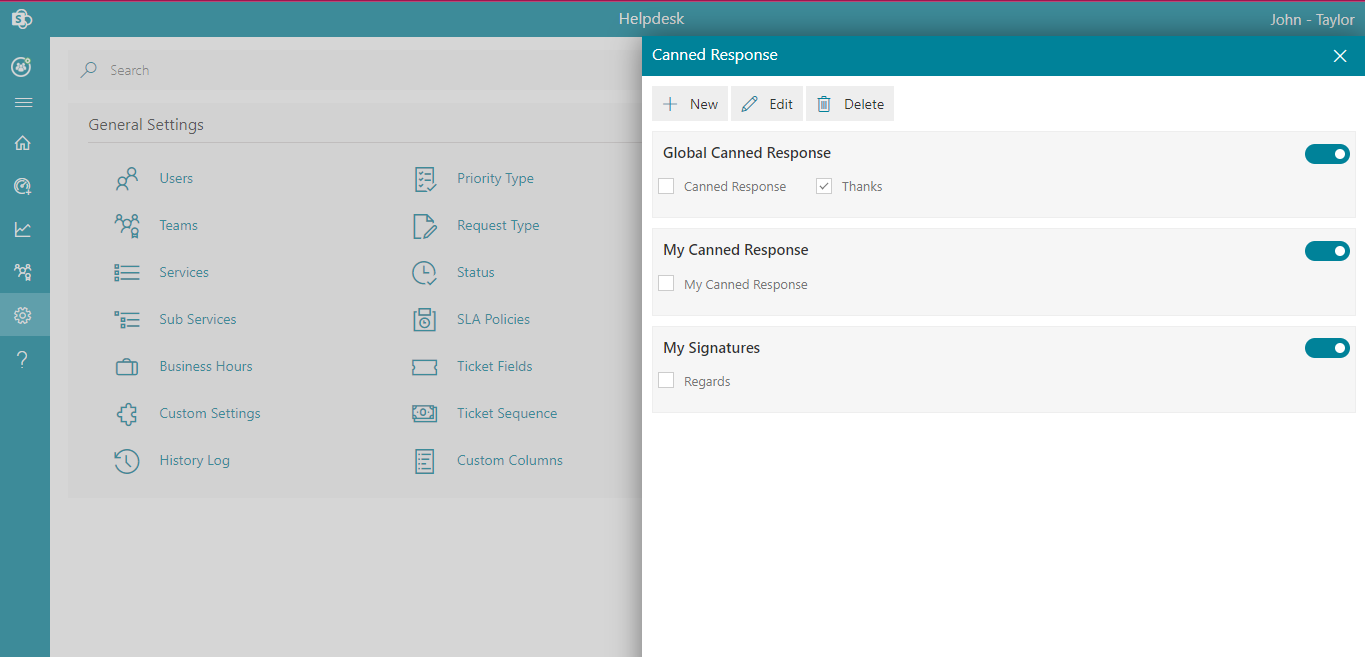 Helpdesk
John - Taylor
Search
General Settings
Users
Priority Type
Teams
Request Type
Services
Status
Sub Services
SLA Policies
Business Hours
Ticket Fields
Custom Settings
Ticket Sequence
History Log
Custom Columns
Canned Response
New Edit Delete
Global Canned Response
Canned Response Thanks
My Canned Response
My Canned Response
My Signatures
Regards